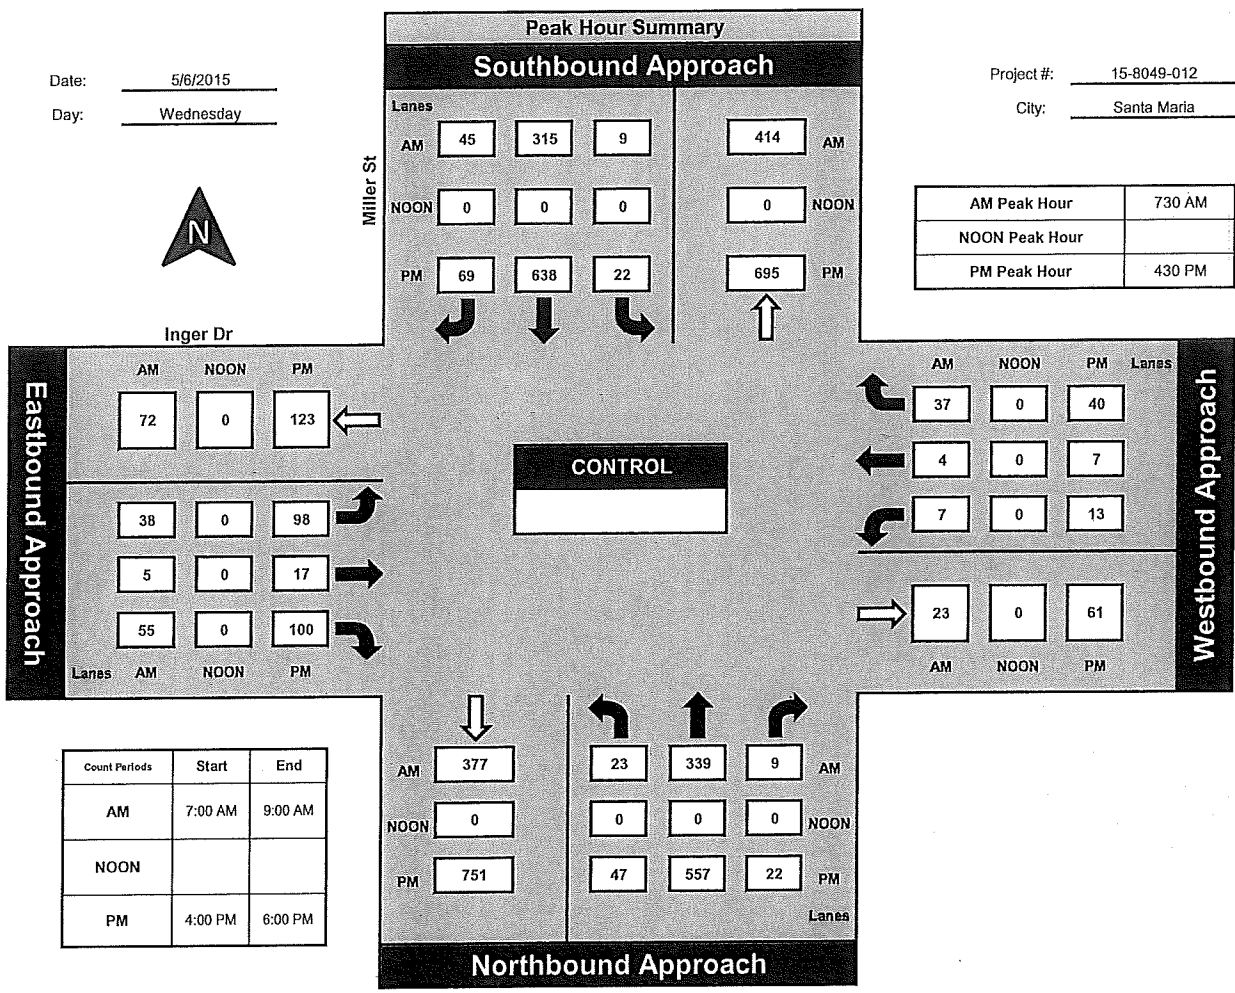 Peak Hour Summary
Southbound Approach
Date: 5/6/2015
Day: Wednesday
Project #: 15-8049-012
City: Santa Maria
N
Miller St
Inger Dr
Lanes
AM 45 315 9 414 AM
NOON 0 0 0 0 NOON
PM 69 638 22 695 PM
AM Peak Hour 730 AM
NOON Peak Hour
PM Peak Hour 430 PM
Eastbound Approach
AM NOON PM
72 0 123
38 0 98
5 0 17
55 0 100
Lanes AM NOON PM
CONTROL
AM NOON PM Lanes
37 0 40
4 0 7
7 0 13
23 0 61
AM NOON PM
Westbound Approach
AM 377 23 339 9 AM
NOON 0 0 0 0 NOON
PM 751 47 557 22 PM
Lanes
Northbound Approach
Count Periods Start End
AM 7:00 AM 9:00 AM
NOON
PM 4:00 PM 6:00 PM